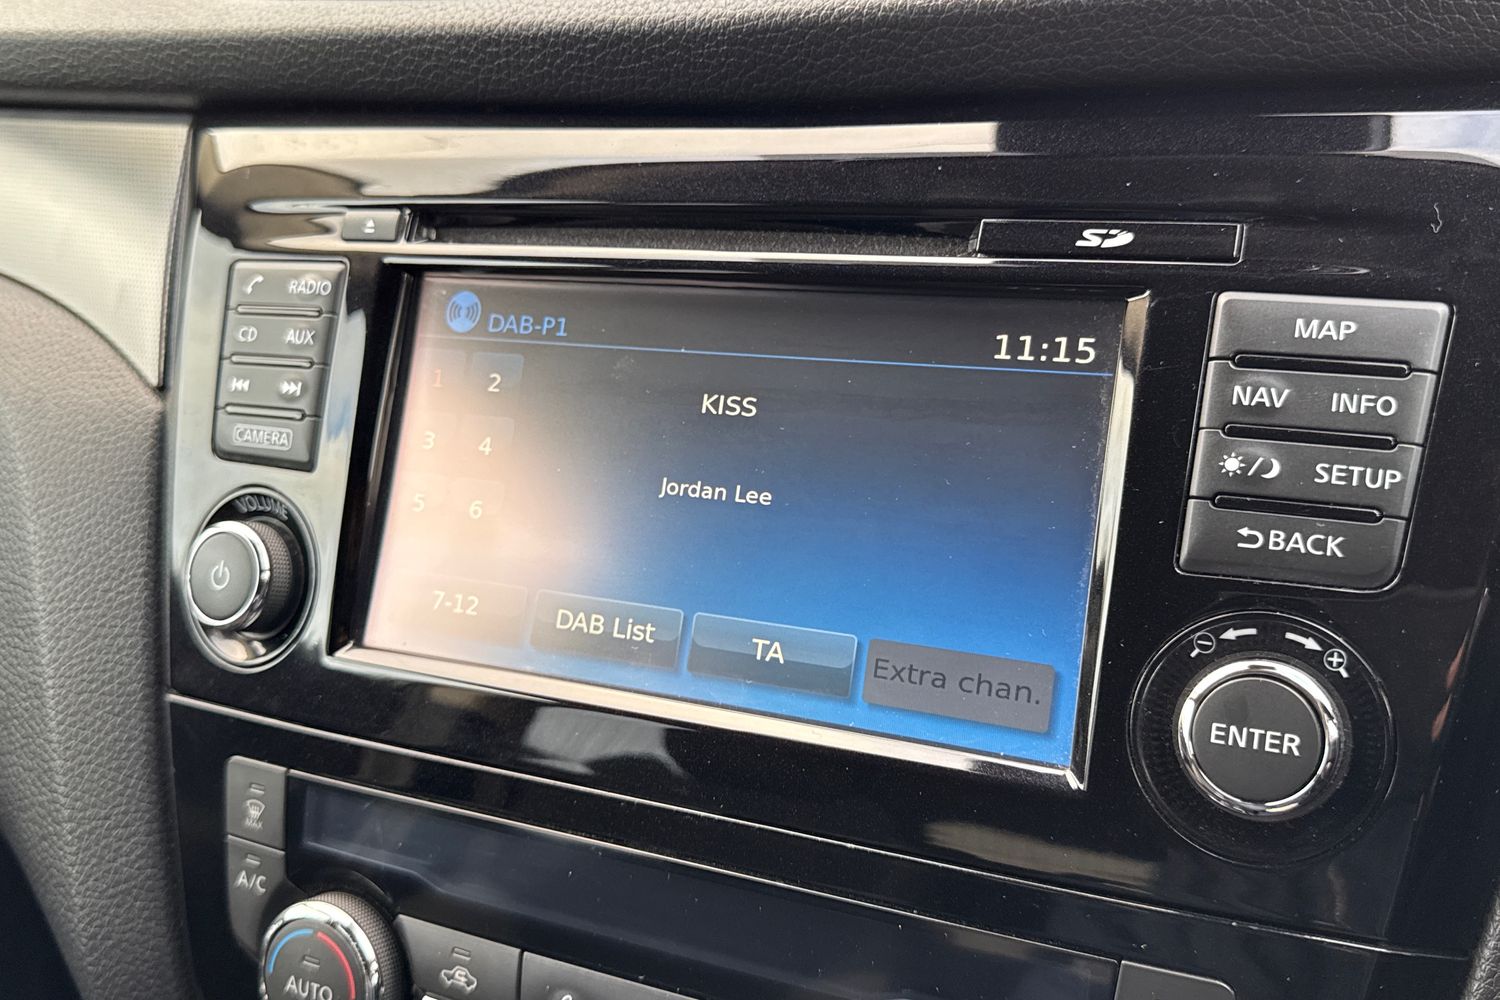 RADIO
CD AUX
CAMERA
VOLUME
DAB-P1
11:15
1 2
KISS
3 4
Jordan Lee
5 6
7-12
DAB List
TA
Extra chan.
SD
MAP
NAV INFO
SETUP
BACK
ENTER
MAX
A/C
AUTO